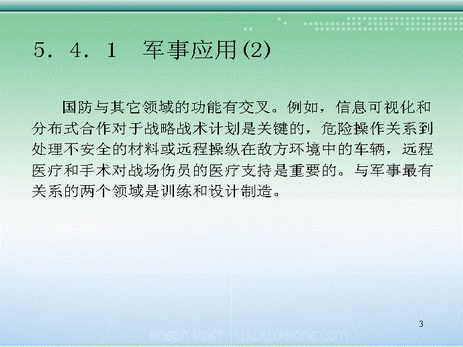 5.4.1 军事应用(2)
国防与其它领域的功能有交叉。例如，信息可视化和
分布式合作对于战略战术计划是关键的，危险操作关系到
处理不安全的材料或远程操纵在敌方环境中的车辆，远程
医疗和手术对战场伤员的医疗支持是重要的。与军事最有
关系的两个领域是训练和设计制造。
3